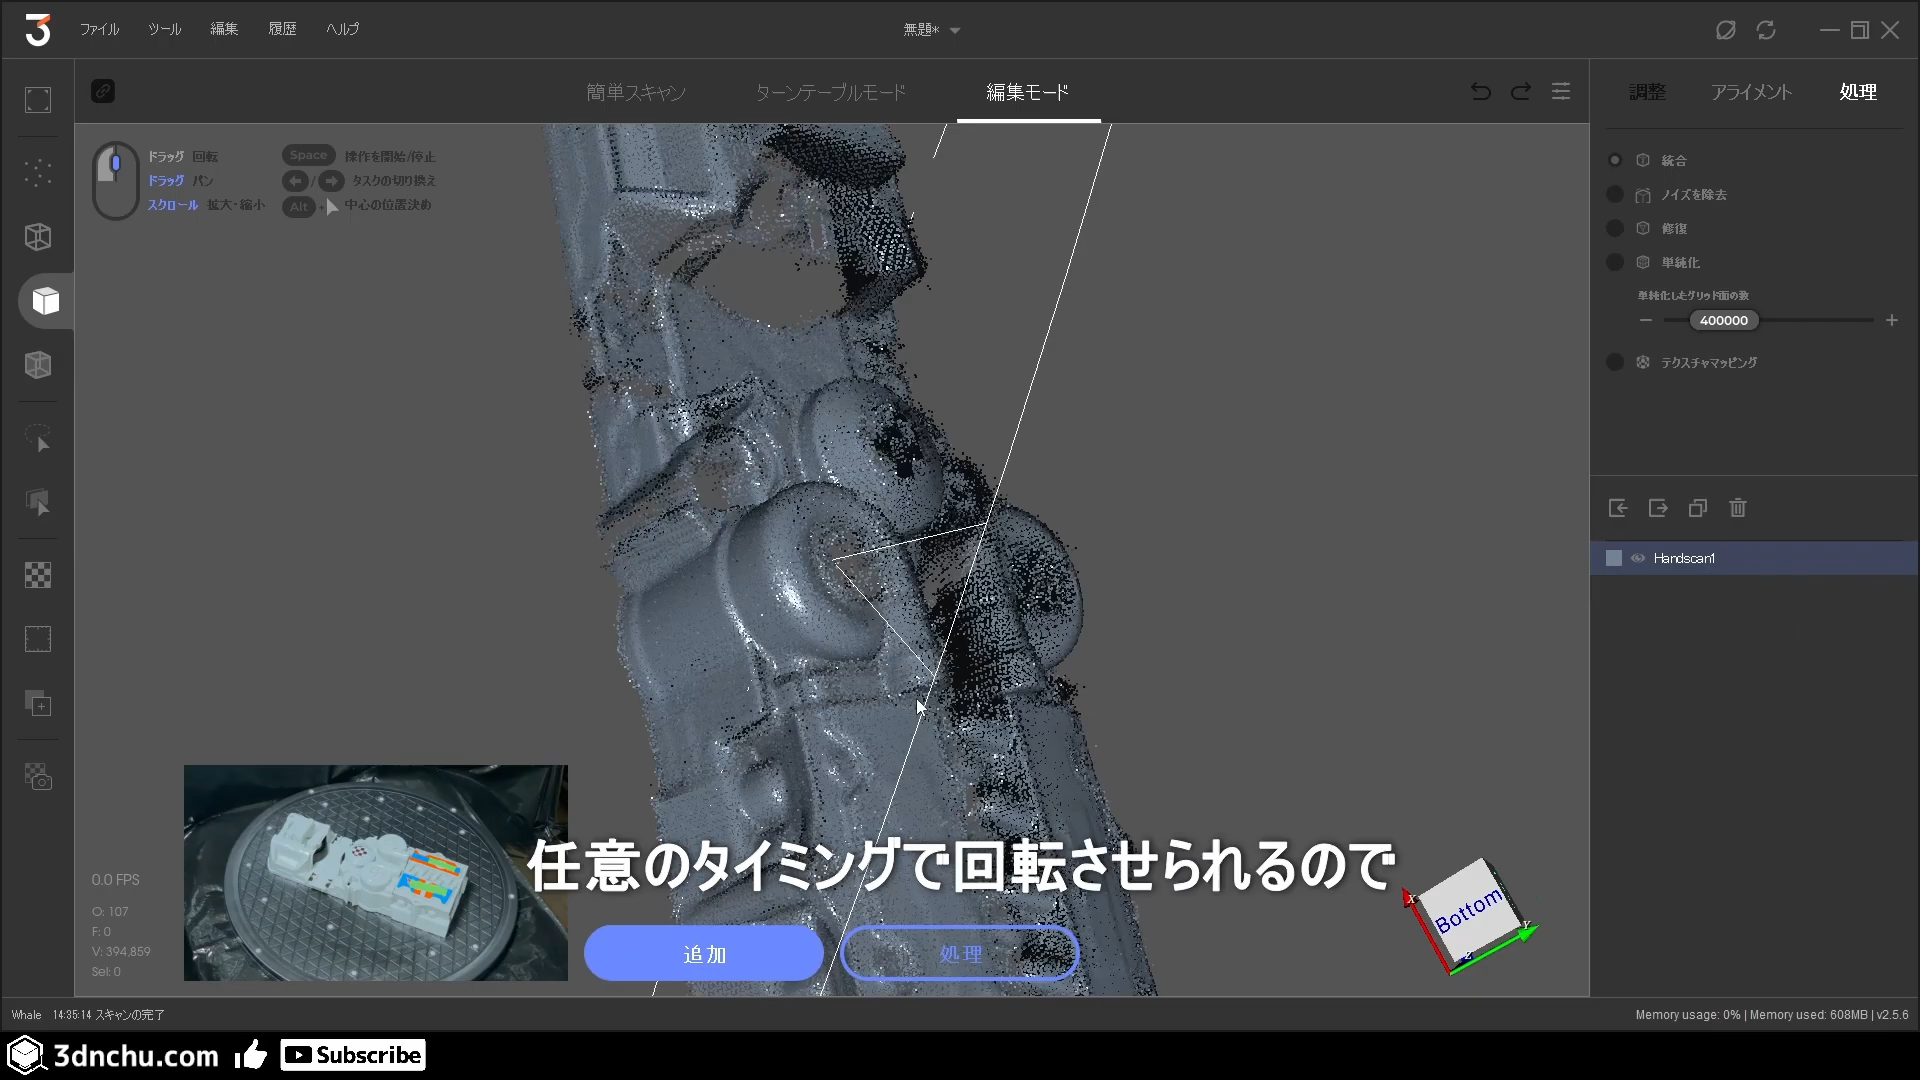 ファイル ツール 編集 履歴 ヘルプ
無題*
簡単スキャン ターンテーブルモード 編集モード
調整 アライメント 処理
ドラッグ 回転 Space 操作を開始/停止
ドラッグ パン / タスクの切り換え
スクロール 拡大・縮小 Alt + 中心の位置決め
統合
ノイズを除去
修復
単純化
単純化したグリッド面の数
400000
テクスチャマッピング
Handscan1
0.0 FPS
O: 107
F: 0
V: 394,859
Sel: 0
任意のタイミングで回転させられるので
追加 処理
Bottom
X
Y
Z
Whale 14:35:14 スキャンの完了
Memory usage: 0% | Memory used: 608MB | v2.5.6
3dnchu.com Subscribe